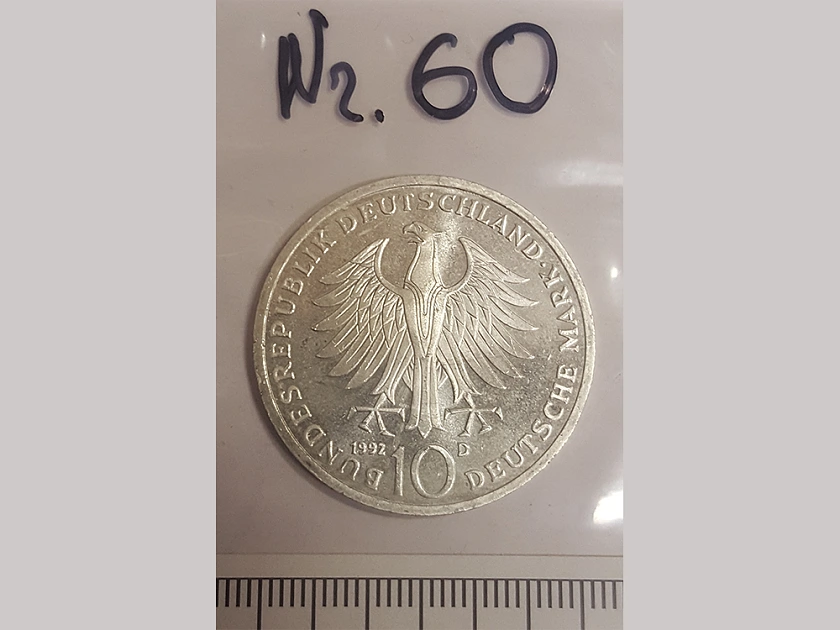 Nr. 60
BUNDESREPUBLIK DEUTSCHLAND · DEUTSCHE MARK
1992 D
10